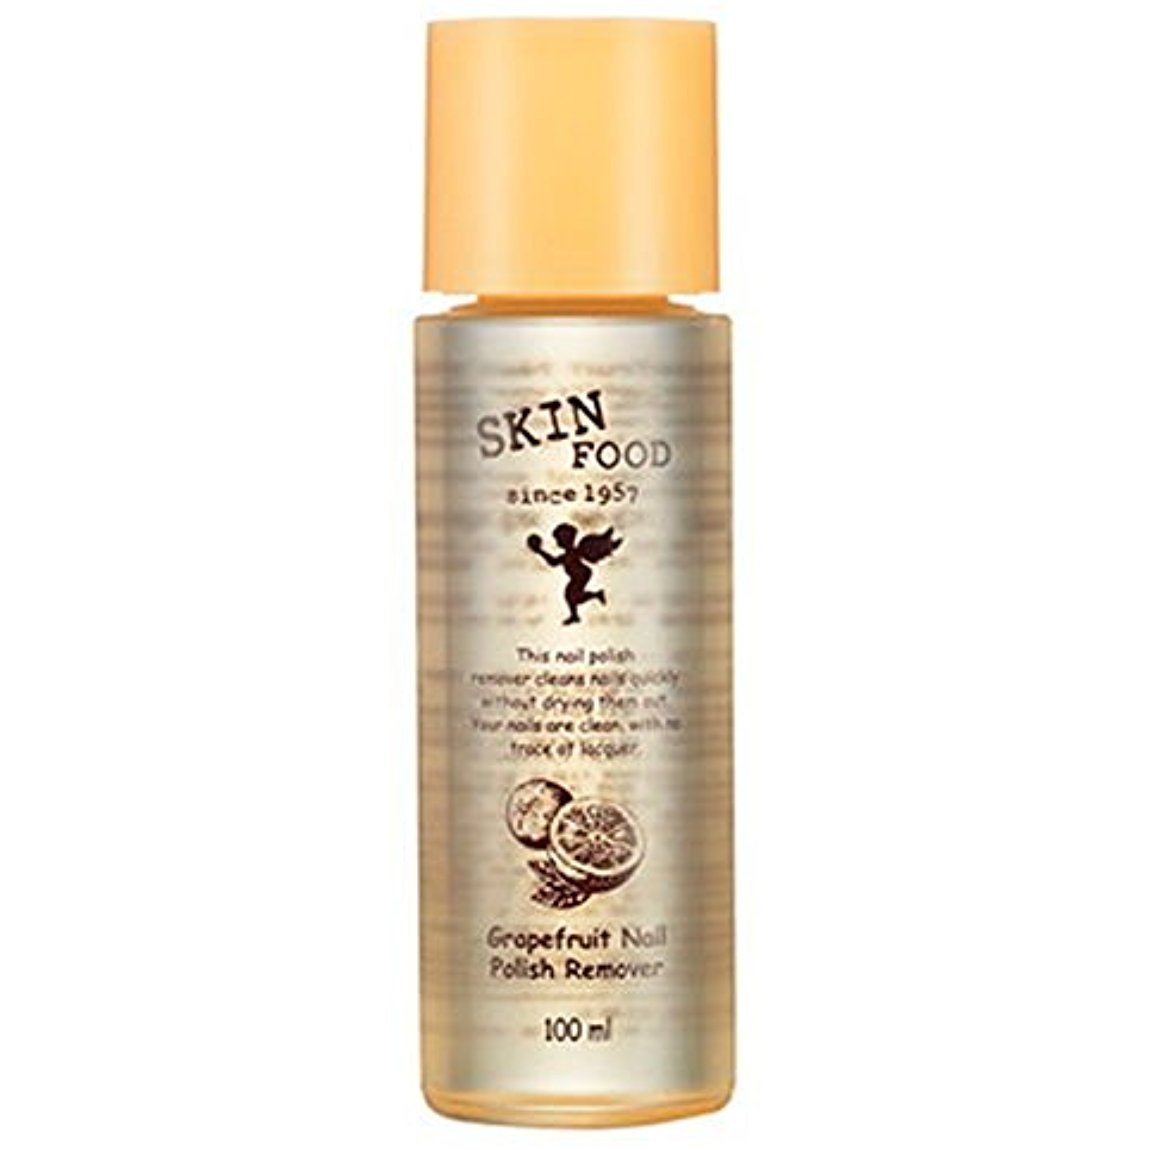 SKIN
FOOD
since 1957
This nail polish
remover cleans nails quickly
without drying them out.
Your nails are clean, with no
trace of lacquer.
Grapefruit Nail
Polish Remover
100 ml